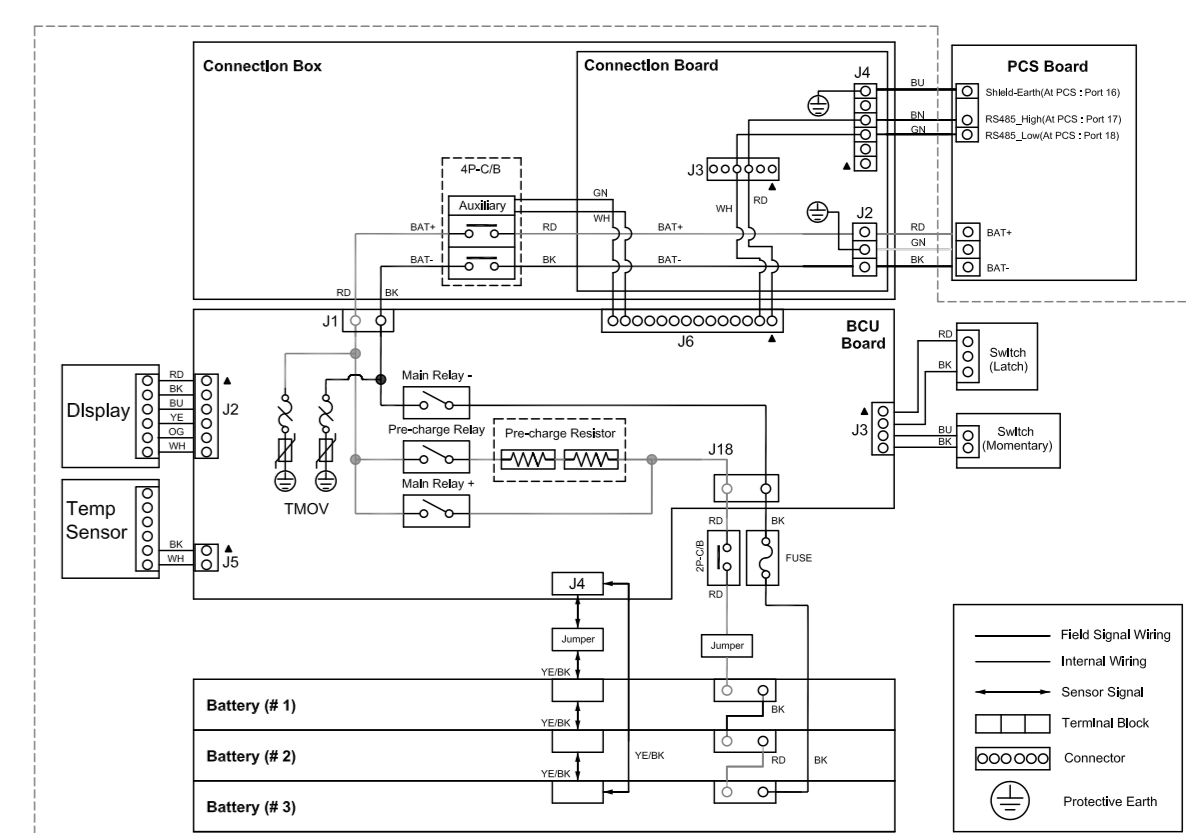 Connection Box
Connection Board
PCS Board
J4
BU
Shield-Earth(At PCS : Port 16)
BN
RS485_High(At PCS : Port 17)
GN
RS485_Low(At PCS : Port 18)
4P-C/B
J3
Auxiliary
GN
WH
WH
RD
J2
BAT+
RD
BAT+
RD
BAT+
GN
BAT-
BK
BAT-
BK
BAT-
RD
BK
J1
J6
BCU
Board
RD
BK
Switch
(Latch)
Display
RD
BK
BU
YE
OG
WH
J2
Main Relay -
Pre-charge Relay
Pre-charge Resistor
Main Relay +
TMOV
J18
J3
BU
BK
Switch
(Momentary)
Temp
Sensor
BK
WH
J5
RD
BK
2P-C/B
FUSE
RD
J4
Jumper
Jumper
YE/BK
Battery (# 1)
BK
YE/BK
Battery (# 2)
YE/BK
RD
BK
YE/BK
Battery (# 3)
Field Signal Wiring
Internal Wiring
Sensor Signal
Terminal Block
Connector
Protective Earth